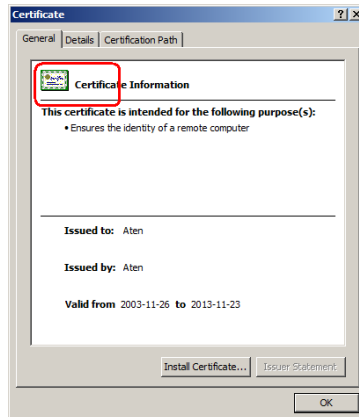 Certificate
General Details Certification Path
Certificate Information
This certificate is intended for the following purpose(s):
• Ensures the identity of a remote computer
Issued to: Aten
Issued by: Aten
Valid from 2003-11-26 to 2013-11-23
Install Certificate... Issuer Statement
OK